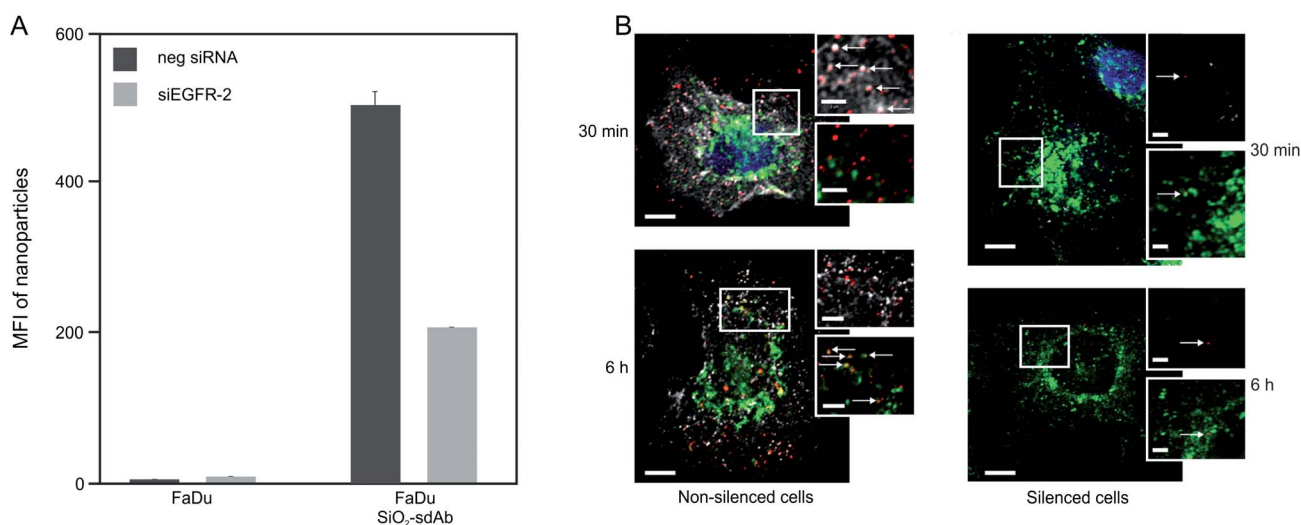 A
600
400
200
0
MFI of nanoparticles
neg siRNA
siEGFR-2
FaDu
FaDu
SiO₂-sdAb
B
30 min
30 min
6 h
6 h
Non-silenced cells
Silenced cells